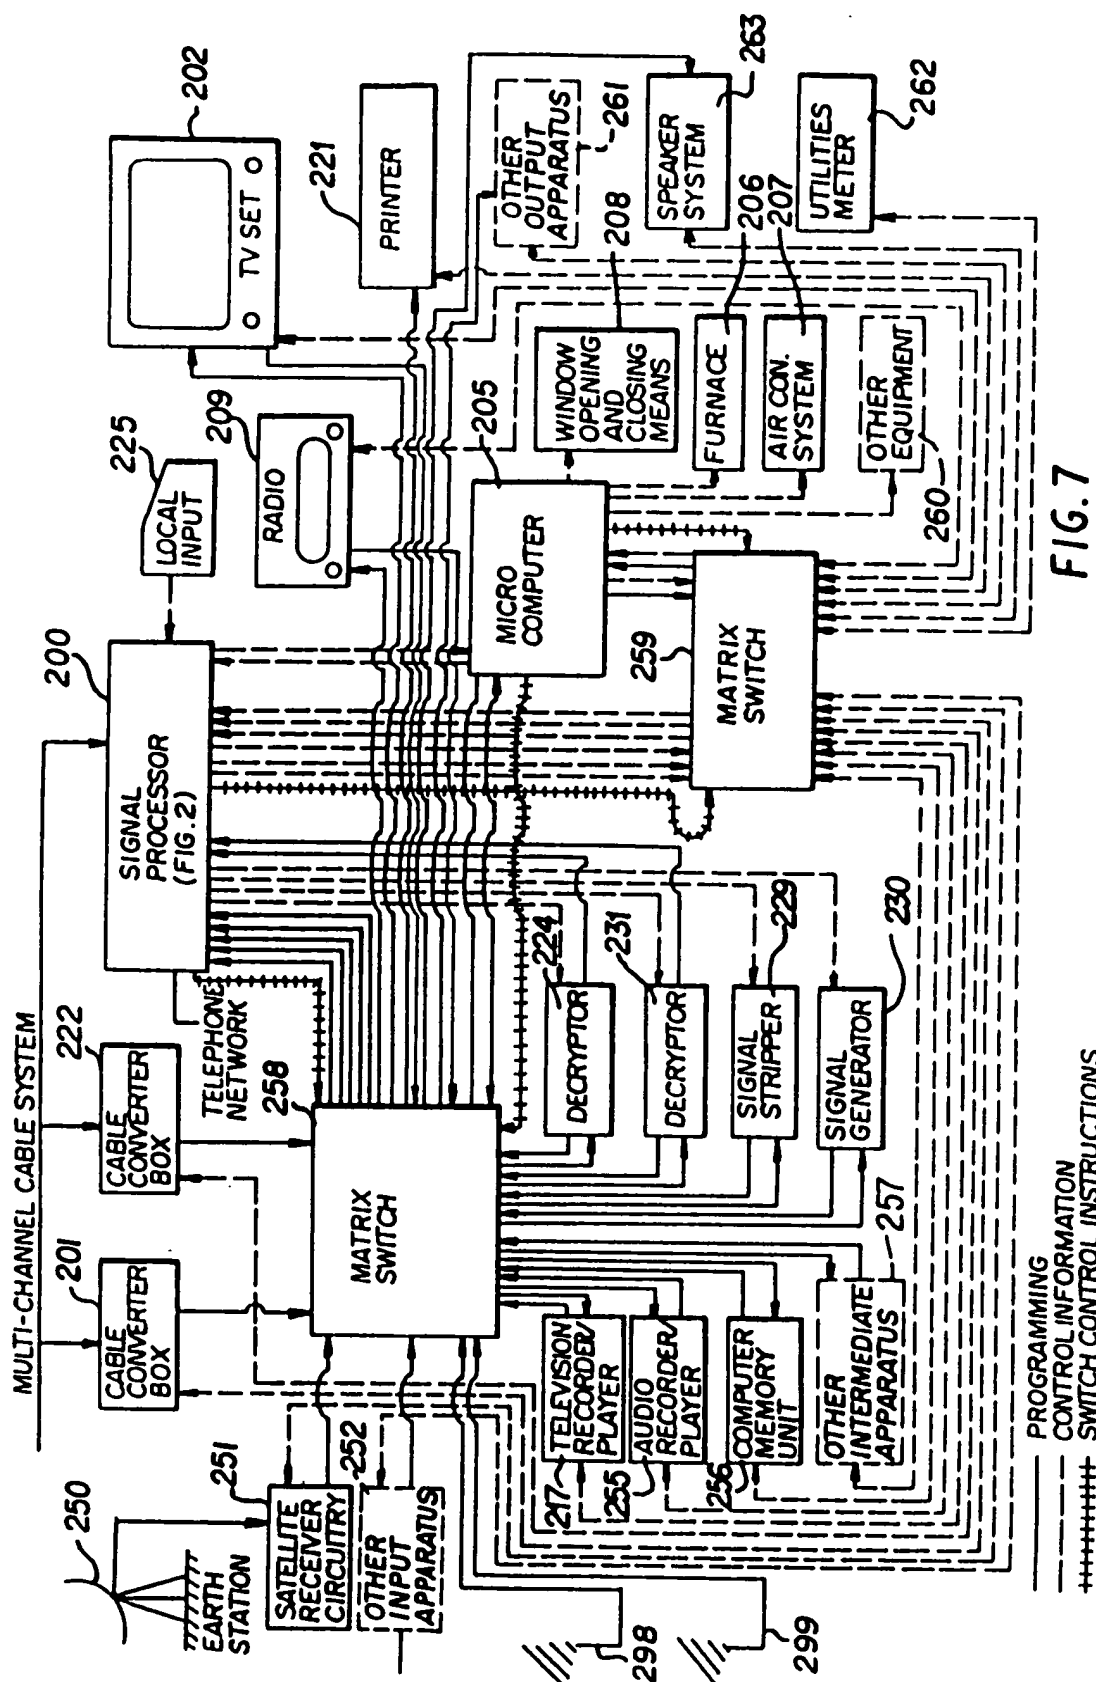 MULTI-CHANNEL CABLE SYSTEM
250
EARTH
STATION
251
SATELLITE
RECEIVER
CIRCUITRY
252
OTHER
INPUT
APPARATUS
298
299
201
CABLE
CONVERTER
BOX
222
CABLE
CONVERTER
BOX
TELEPHONE
NETWORK
200
SIGNAL
PROCESSOR
(FIG.2)
225
LOCAL
INPUT
209
RADIO
202
TV SET
221
PRINTER
258
MATRIX
SWITCH
217
TELEVISION
RECORDER/
PLAYER
255
AUDIO
RECORDER/
PLAYER
256
COMPUTER
MEMORY
UNIT
OTHER
INTERMEDIATE
APPARATUS
257
224
DECRYPTOR
231
DECRYPTOR
SIGNAL
STRIPPER
229
SIGNAL
GENERATOR
230
205
MICRO
COMPUTER
259
MATRIX
SWITCH
OTHER
OUTPUT
APPARATUS
261
208
WINDOW
OPENING
AND
CLOSING
MEANS
SPEAKER
SYSTEM
263
FURNACE
206
AIR CON.
SYSTEM
207
OTHER
EQUIPMENT
260
UTILITIES
METER
262
PROGRAMMING
CONTROL INFORMATION
SWITCH CONTROL INSTRUCTIONS
FIG. 7